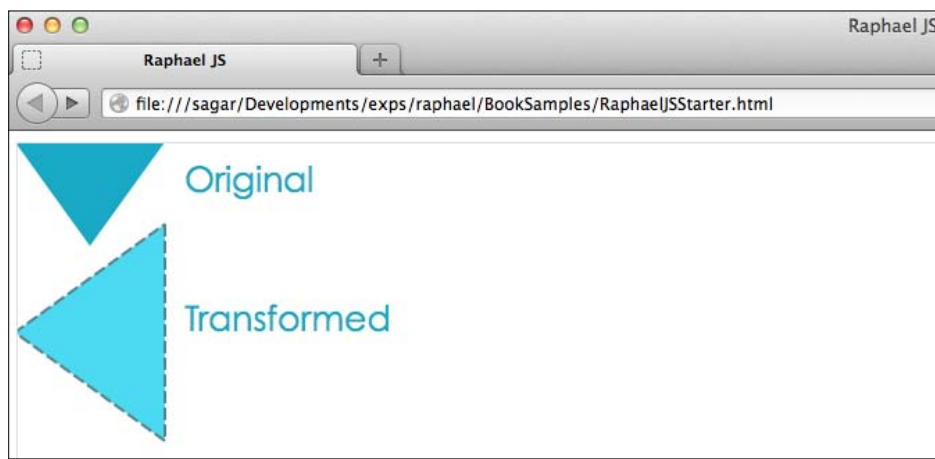 Raphael JS
Raphael JS
+
file:///sagar/Developments/exps/raphael/BookSamples/RaphaelJSStarter.html
Original
Transformed